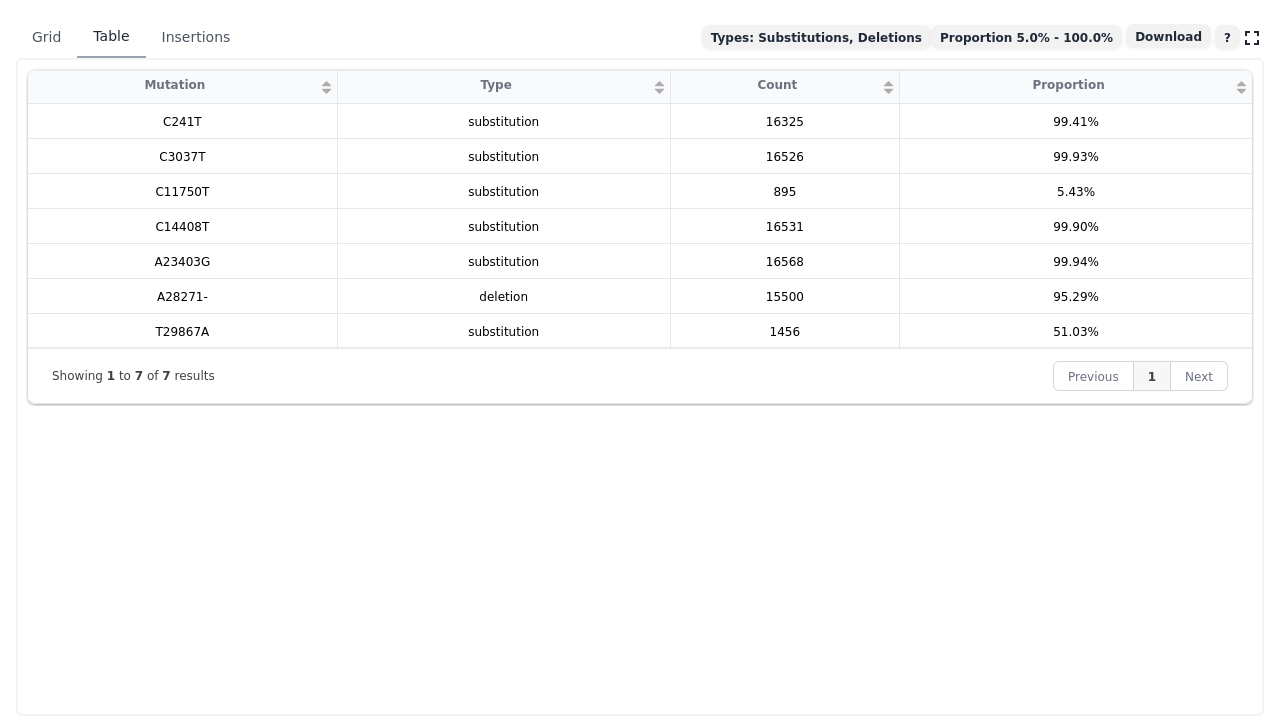 Grid Table Insertions Types: Substitutions, Deletions Proportion 5.0% - 100.0% Download ?
Mutation Type Count Proportion
C241T substitution 16325 99.41%
C3037T substitution 16526 99.93%
C11750T substitution 895 5.43%
C14408T substitution 16531 99.90%
A23403G substitution 16568 99.94%
A28271- deletion 15500 95.29%
T29867A substitution 1456 51.03%
Showing 1 to 7 of 7 results Previous 1 Next